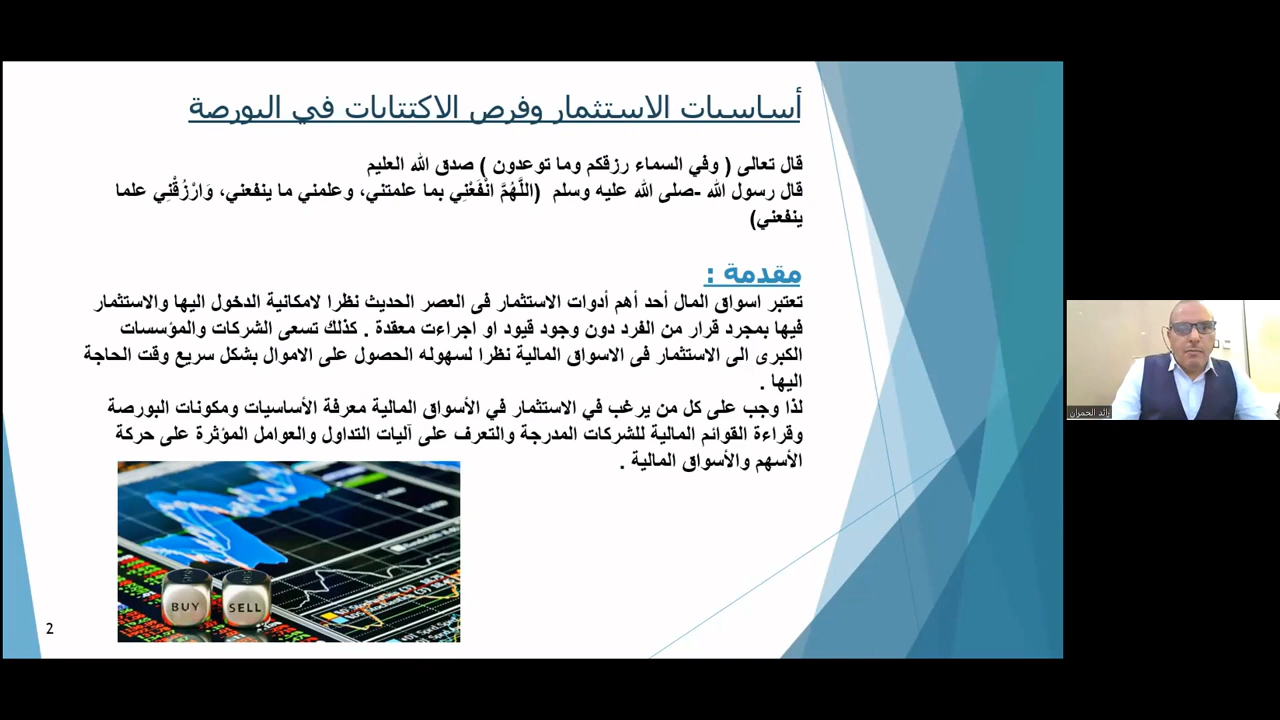 أساسيات الاستثمار وفرص الاكتتابات في البورصة
قال تعالى ( وفي السماء رزقكم وما توعدون ) صدق الله العليم
قال رسول الله -صلى الله عليه وسلم (اللَّهُمَّ انْفَعْنِي بما علمتني، وعلمني ما ينفعني، وَارْزُقْنِي علما
ينفعني)
مقدمة :
تعتبر اسواق المال أحد أهم أدوات الاستثمار فى العصر الحديث نظرا لامكانية الدخول اليها والاستثمار
فيها بمجرد قرار من الفرد دون وجود قيود او اجراءت معقدة . كذلك تسعى الشركات والمؤسسات
الكبرى الى الاستثمار فى الاسواق المالية نظرا لسهوله الحصول على الاموال بشكل سريع وقت الحاجة
اليها .
لذا وجب على كل من يرغب في الاستثمار في الأسواق المالية معرفة الأساسيات ومكونات البورصة
وقراءة القوائم المالية للشركات المدرجة والتعرف على آليات التداول والعوامل المؤثرة على حركة
الأسهم والأسواق المالية .
BUY
SELL
2
رائد الحمران